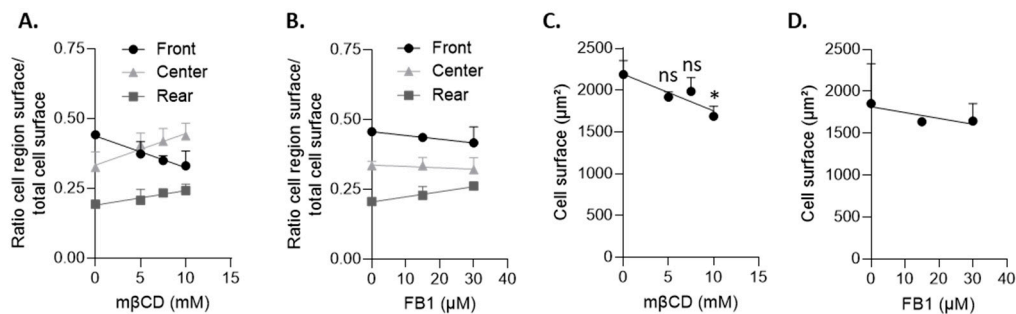 A.
Ratio cell region surface/
total cell surface
0.75
0.50
0.25
0.00
Front
Center
Rear
0 5 10 15
mβCD (mM)
B.
Ratio cell region surface/
total cell surface
0.75
0.50
0.25
0.00
Front
Center
Rear
0 10 20 30 40
FB1 (µM)
C.
Cell surface (µm²)
2500
2000
1500
1000
500
0
ns
ns
*
0 5 10 15
mβCD (mM)
D.
Cell surface (µm²)
2500
2000
1500
1000
500
0
0 10 20 30 40
FB1 (µM)